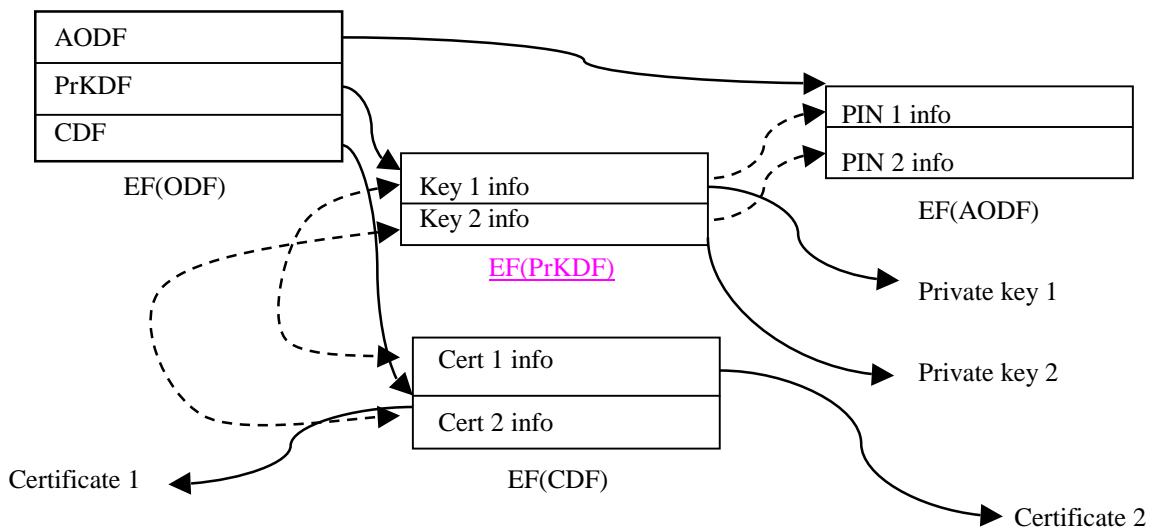 AODF
PrKDF
CDF
EF(ODF)
PIN 1 info
PIN 2 info
EF(AODF)
Key 1 info
Key 2 info
EF(PrKDF)
Private key 1
Private key 2
Cert 1 info
Cert 2 info
EF(CDF)
Certificate 1
Certificate 2